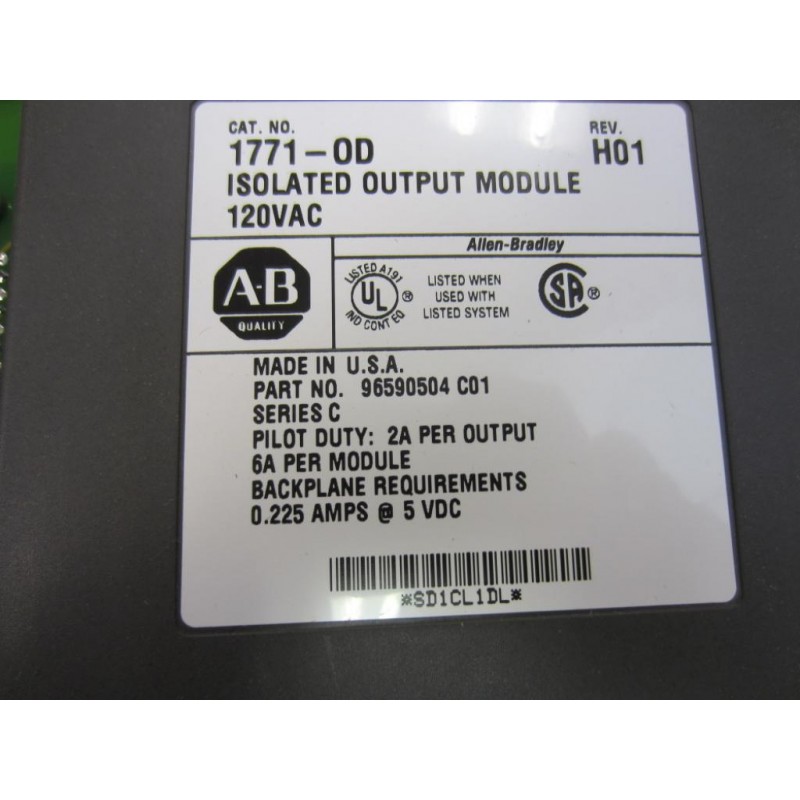 CAT. NO. REV.
1771-OD H01
ISOLATED OUTPUT MODULE
120VAC
Allen-Bradley
A-B
QUALITY
LISTED A191
UL ®
IND CONT EQ
LISTED WHEN
USED WITH
LISTED SYSTEM
SA ®
MADE IN U.S.A.
PART NO. 96590504 C01
SERIES C
PILOT DUTY: 2A PER OUTPUT
6A PER MODULE
BACKPLANE REQUIREMENTS
0.225 AMPS @ 5 VDC
*SD1CL1DL*